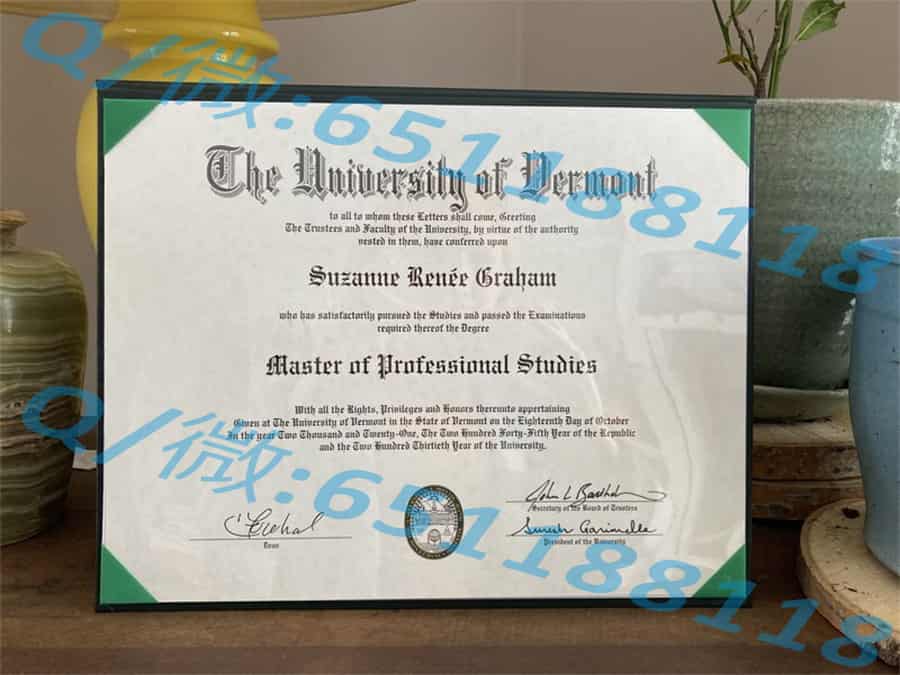 Q/微:651188118
The University of Vermont
to all to whom these Letters shall come, Greeting
The Trustees and Faculty of the University, by virtue of the authority
vested in them, have conferred upon
Suzanne Renée Graham
who has satisfactorily pursued the Studies and passed the Examinations
required thereof the Degree
Master of Professional Studies
With all the Rights, Privileges and Honors thereunto appertaining
Given at The University of Vermont in the State of Vermont on the Eighteenth Day of October
In the year Two Thousand and Twenty-One, The Two Hundred Forty-Fifth Year of the Republic
and the Two Hundred Thirtieth Year of the University.
Q/微:651188118
John L Barthol
Secretary of the Board of Trustees
Suresh Garimella
President of the University
Dean